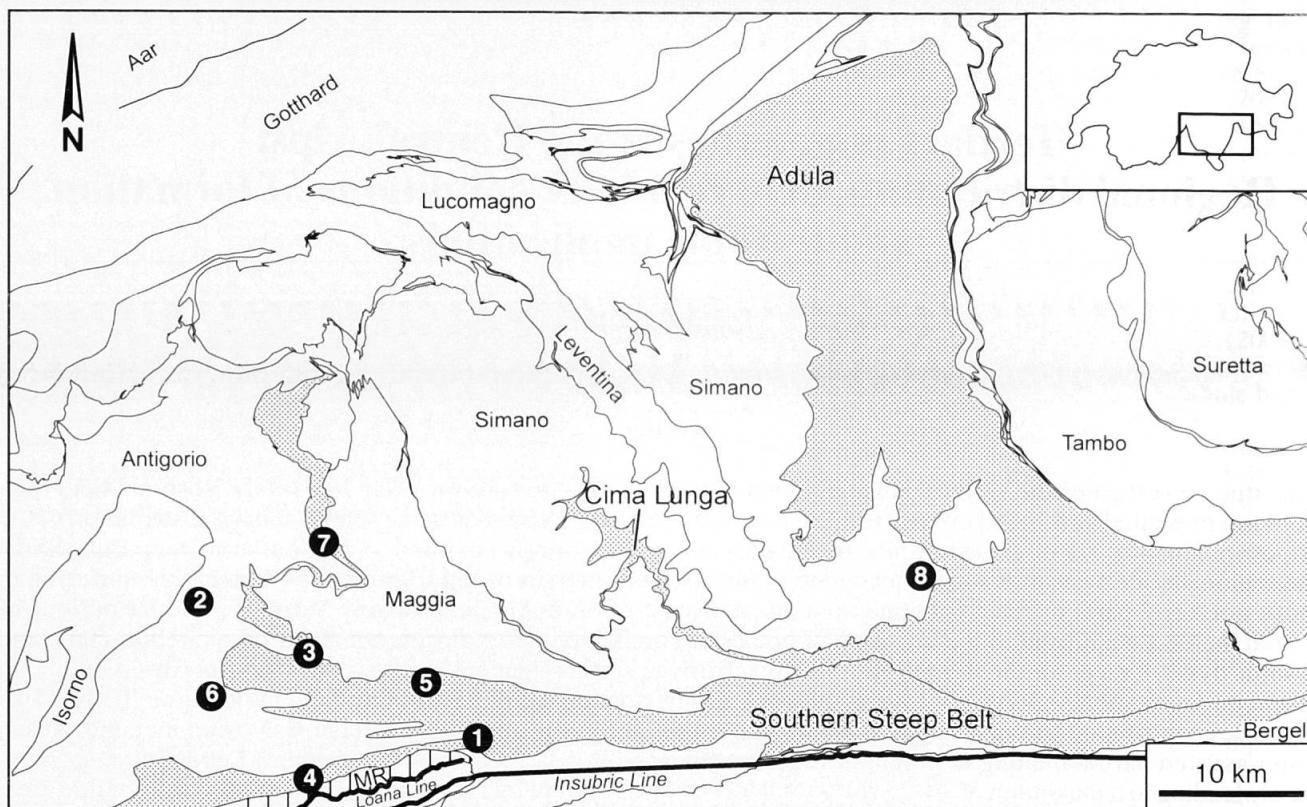 Aar
Gotthard
N
Adula
Lucomagno
Leventina
Suretta
Simano
Simano
Antigorio
Tambo
Cima Lunga
7
8
2
Maggia
3
5
6
Isorno
Southern Steep Belt
1
Bergel
4
MR
Loana Line
Insubric Line
10 km